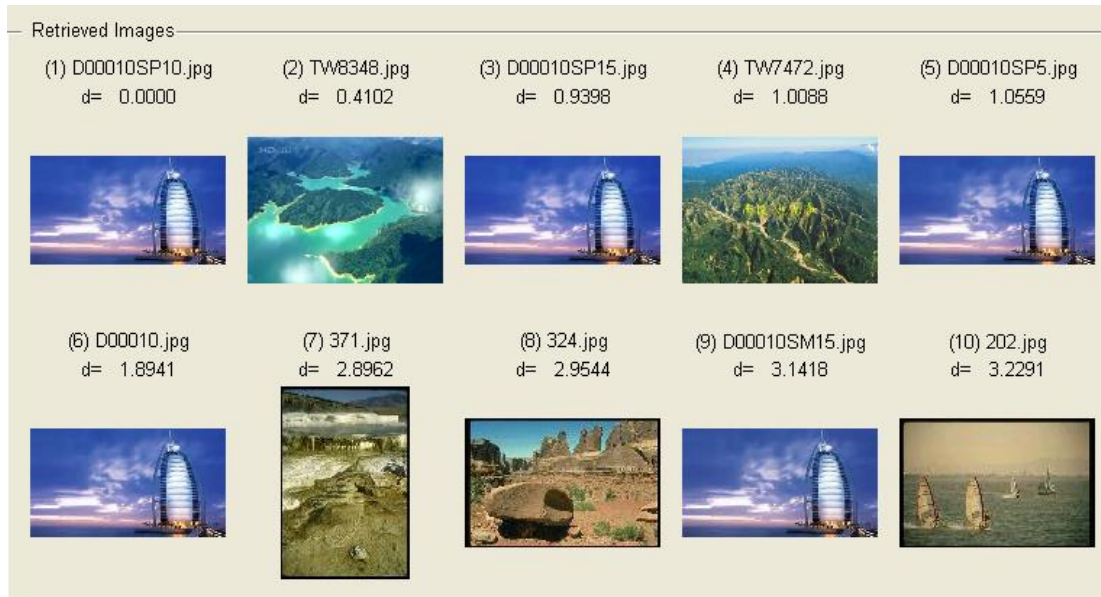 Retrieved Images
(1) D00010SP10.jpg
d= 0.0000
(2) TW8348.jpg
d= 0.4102
(3) D00010SP15.jpg
d= 0.9398
(4) TW7472.jpg
d= 1.0088
(5) D00010SP5.jpg
d= 1.0559
(6) D00010.jpg
d= 1.8941
(7) 371.jpg
d= 2.8962
(8) 324.jpg
d= 2.9544
(9) D00010SM15.jpg
d= 3.1418
(10) 202.jpg
d= 3.2291